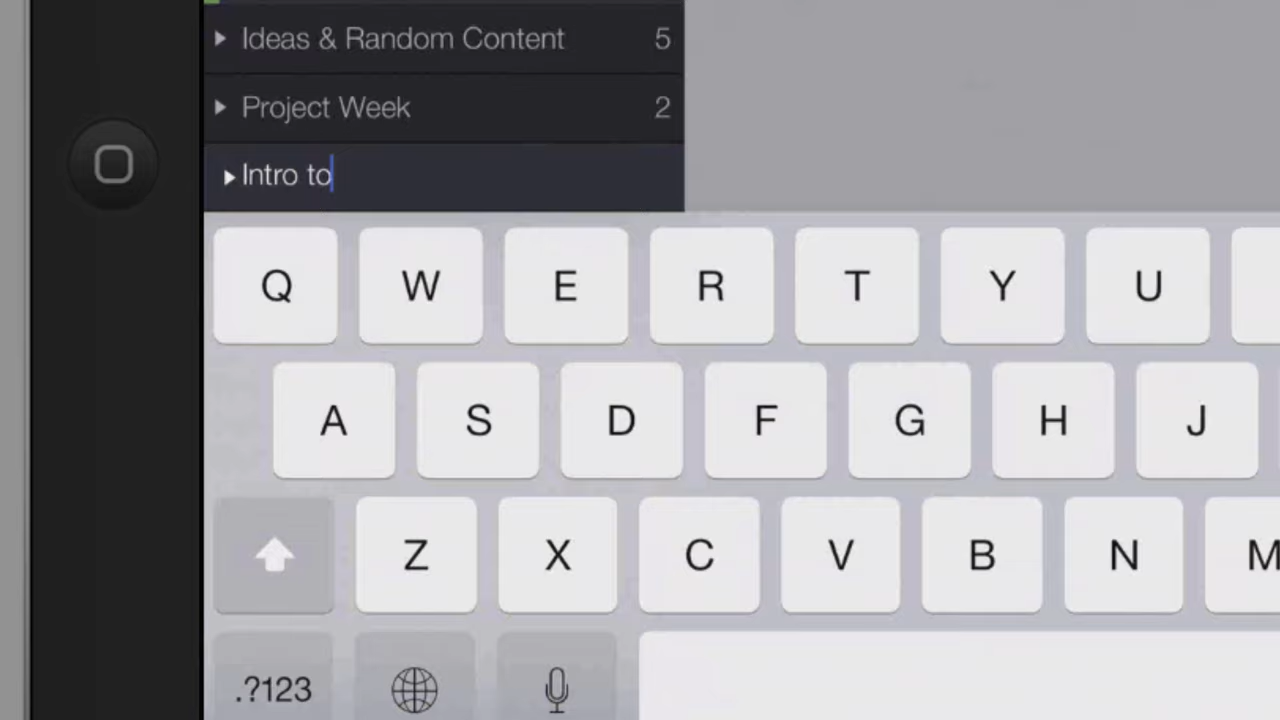 Ideas & Random Content 5
Project Week 2
Intro to
Q W E R T Y U
A S D F G H J
Z X C V B N M
.?123